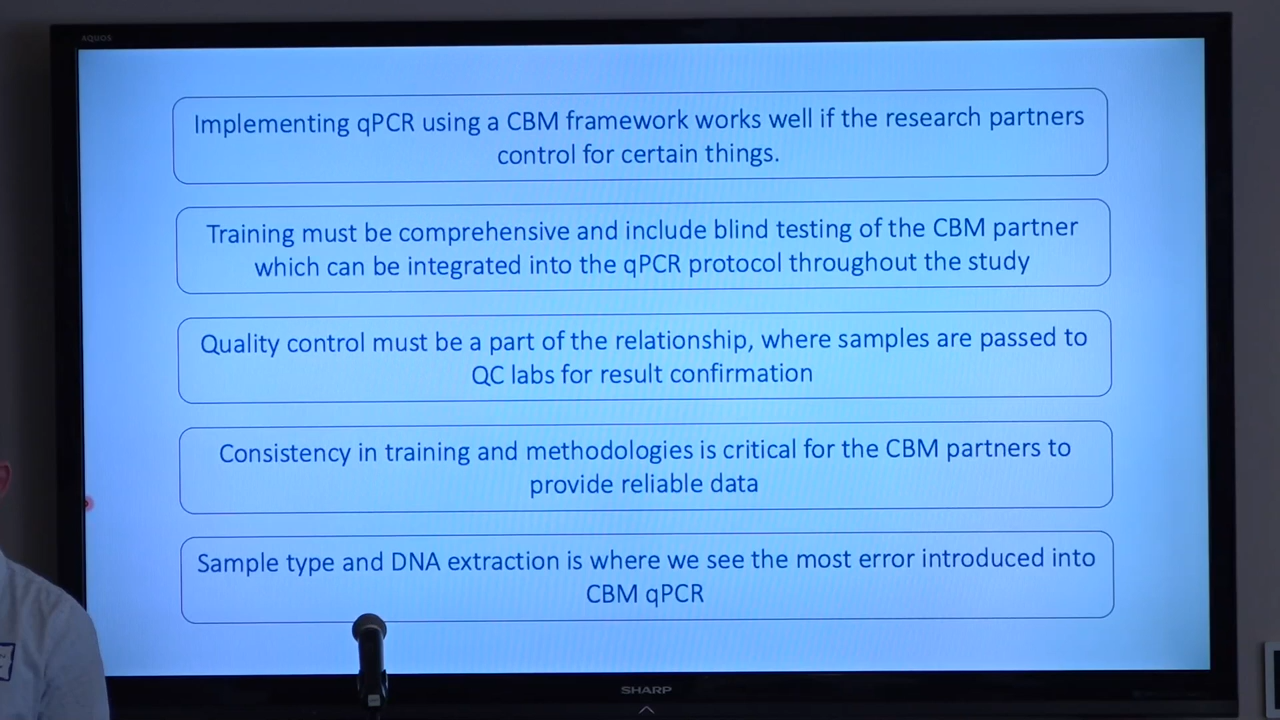 AQUOS
Implementing qPCR using a CBM framework works well if the research partners
control for certain things.
Training must be comprehensive and include blind testing of the CBM partner
which can be integrated into the qPCR protocol throughout the study
Quality control must be a part of the relationship, where samples are passed to
QC labs for result confirmation
Consistency in training and methodologies is critical for the CBM partners to
provide reliable data
Sample type and DNA extraction is where we see the most error introduced into
CBM qPCR
SHARP